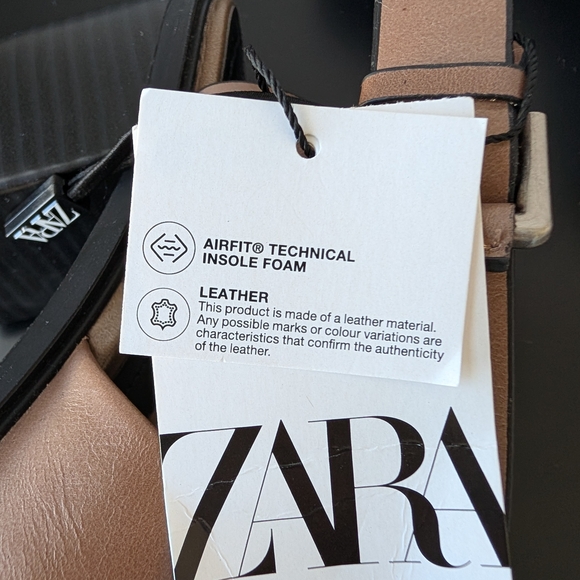 AIRFIT® TECHNICAL
INSOLE FOAM
LEATHER
This product is made of a leather material.
Any possible marks or colour variations are
characteristics that confirm the authenticity
of the leather.
ZARA
ZARA